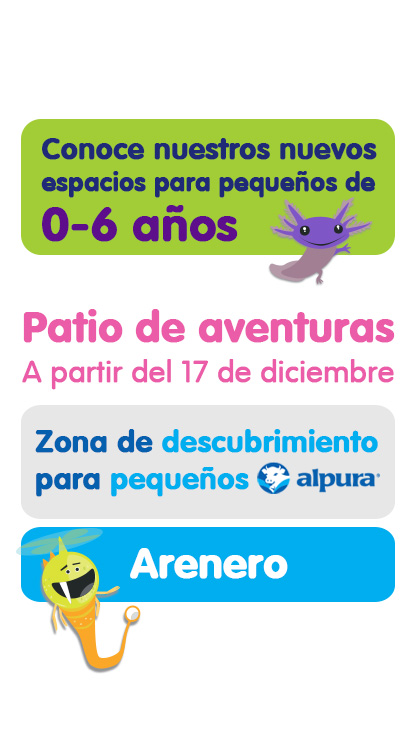 Conoce nuestros nuevos
espacios para pequeños de
0-6 años
Patio de aventuras
A partir del 17 de diciembre
Zona de descubrimiento
para pequeños alpura
Arenero